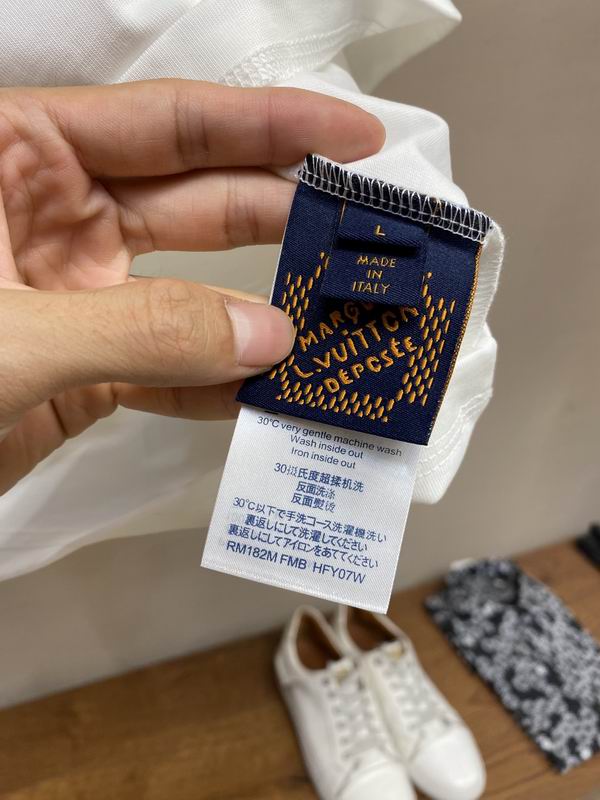 L
MADE
IN
ITALY
L.VUITTON
DEPOSÉE
30°C very gentle machine wash
Wash inside out
Iron inside out
30摄氏度超揉机洗
反面洗涤
反面熨烫
30℃以下で手洗コース洗濯機洗い
裏返しにして洗濯してください
裏返しにしてアイロンをあててください
RM182M FMB HFY07W